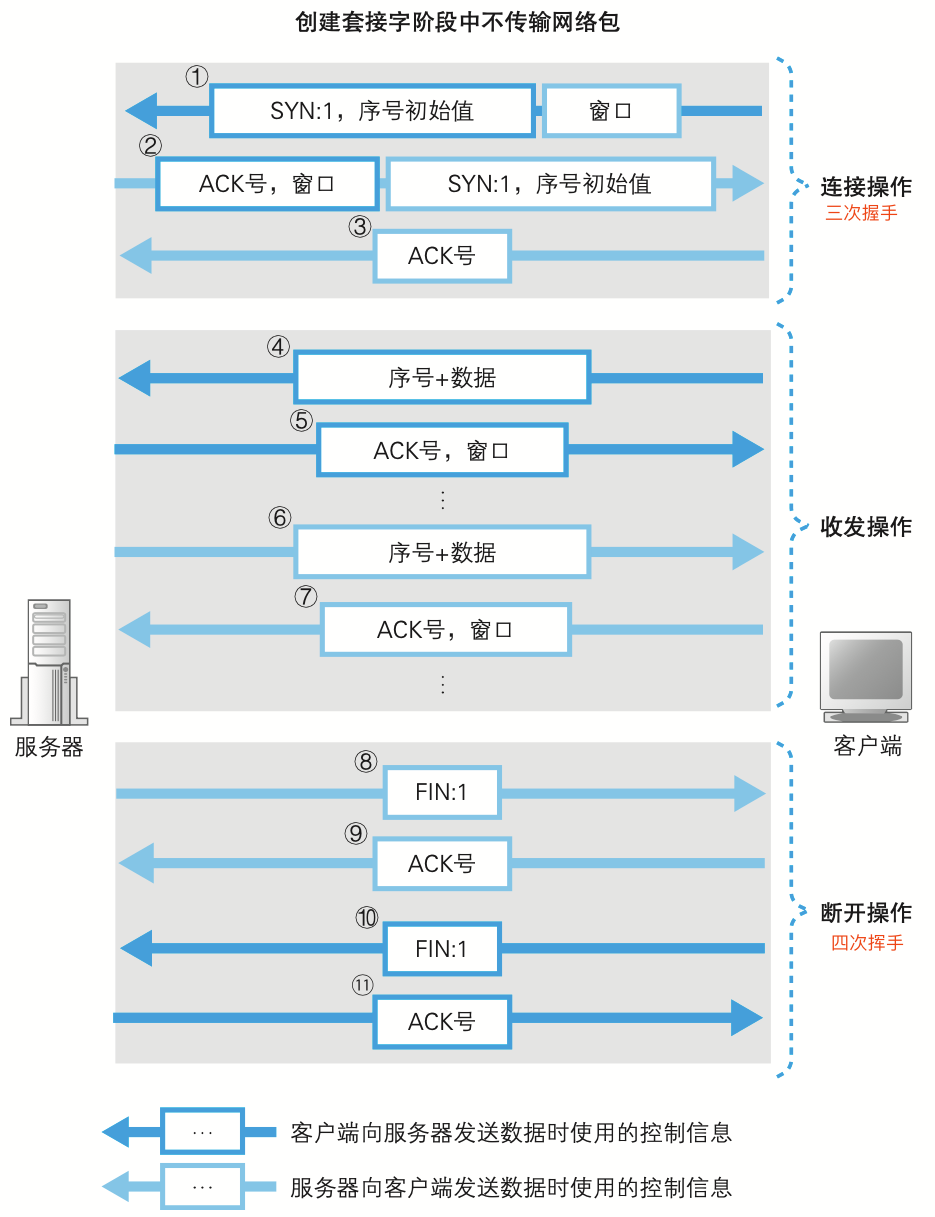 创建套接字阶段中不传输网络包
①
SYN:1，序号初始值
窗口
②
ACK号，窗口
SYN:1，序号初始值
连接操作
三次握手
③
ACK号
④
序号+数据
⑤
ACK号，窗口
⋮
⑥
序号+数据
收发操作
⑦
ACK号，窗口
⋮
服务器
客户端
⑧
FIN:1
⑨
ACK号
断开操作
四次挥手
⑩
FIN:1
⑪
ACK号
…
客户端向服务器发送数据时使用的控制信息
…
服务器向客户端发送数据时使用的控制信息